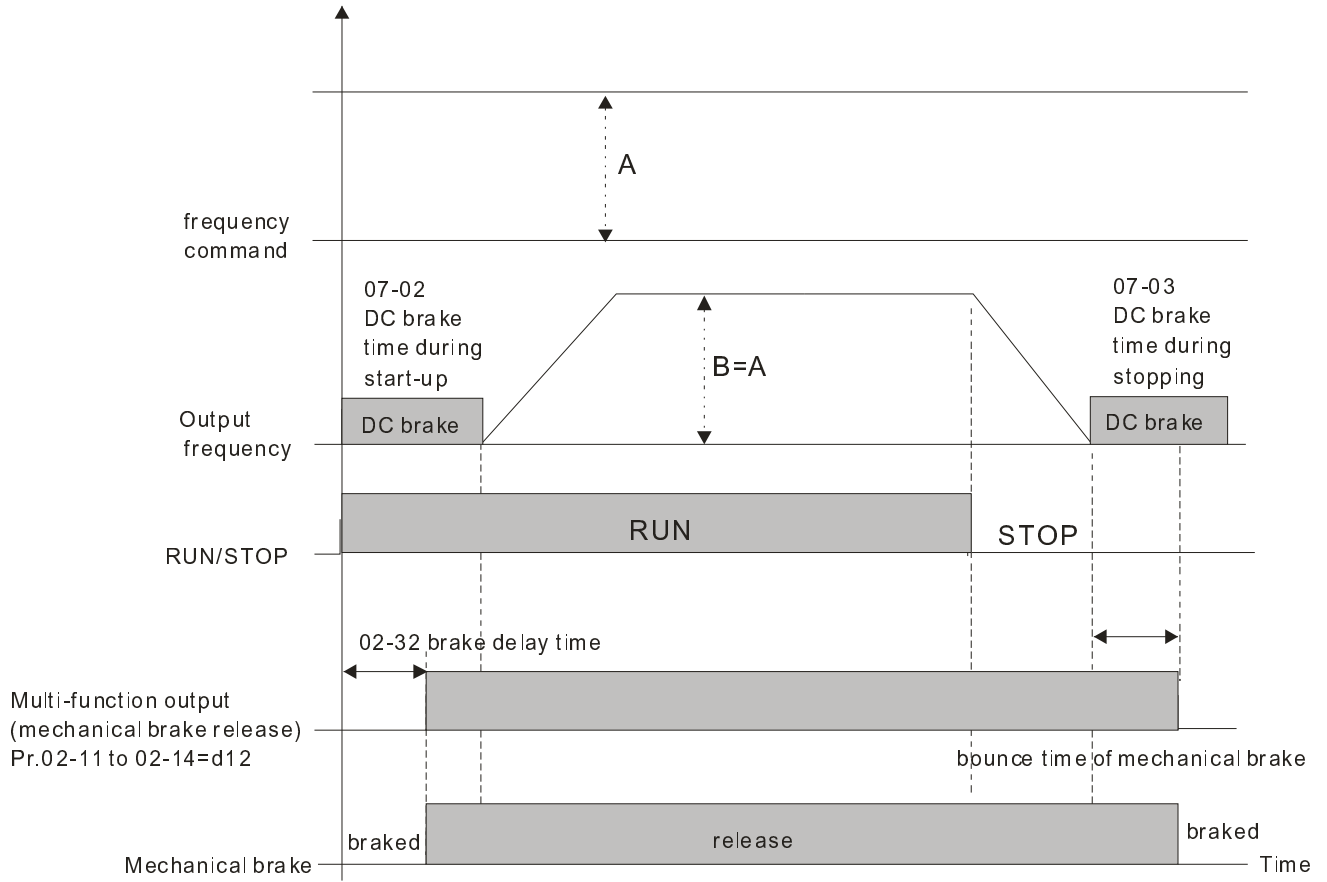 A
frequency
command
07-02
DC brake
time during
start-up
07-03
DC brake
time during
stopping
B=A
Output
frequency
DC brake
DC brake
RUN
STOP
RUN/STOP
02-32 brake delay time
Multi-function output
(mechanical brake release)
Pr.02-11 to 02-14=d12
bounce time of mechanical brake
braked
release
braked
Mechanical brake
Time